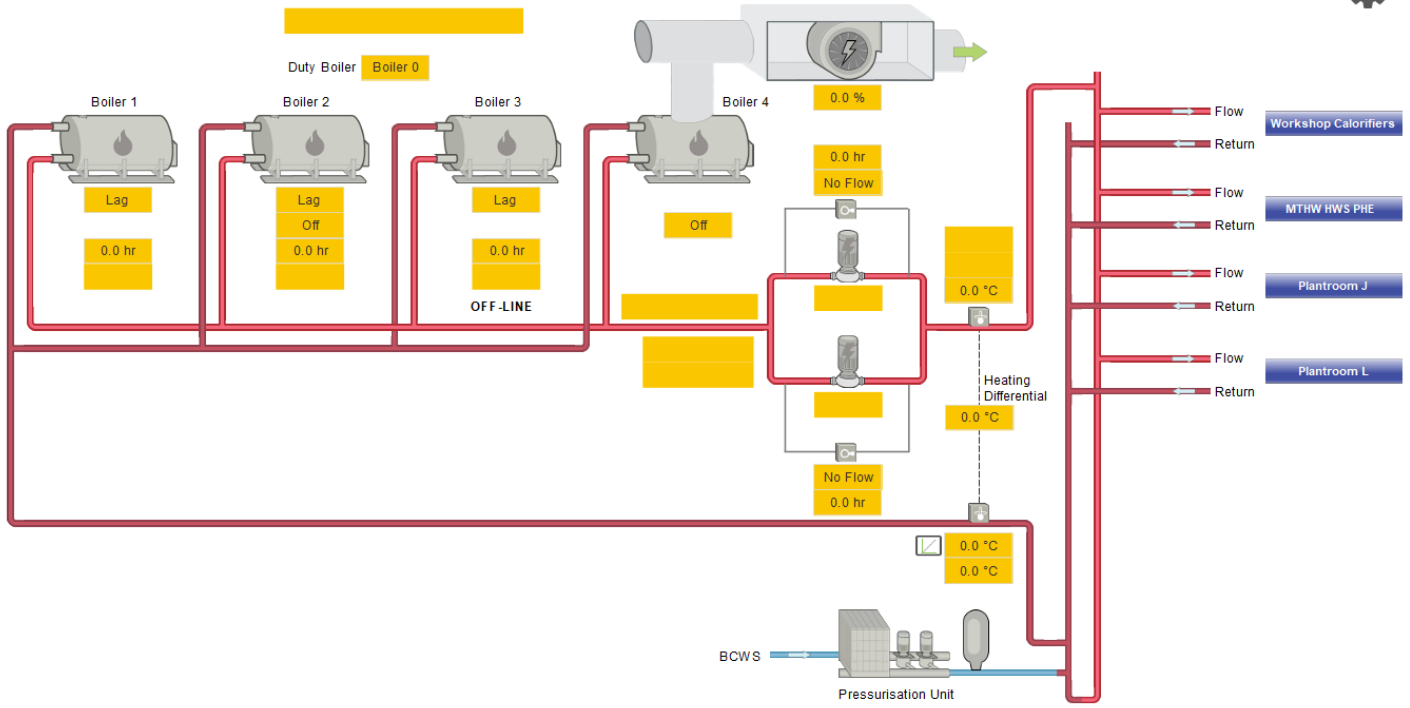 Duty Boiler Boiler 0
Boiler 1
Boiler 2
Boiler 3
Boiler 4
0.0 %
Flow
Workshop Calorifiers
Return
0.0 hr
No Flow
Lag
Lag
Lag
Flow
MTHW HWS PHE
Return
Off
Off
0.0 hr
0.0 hr
0.0 hr
Flow
Plantroom J
Return
0.0 °C
OFF-LINE
Flow
Plantroom L
Return
Heating
Differential
0.0 °C
No Flow
0.0 hr
0.0 °C
0.0 °C
BCWS
Pressurisation Unit